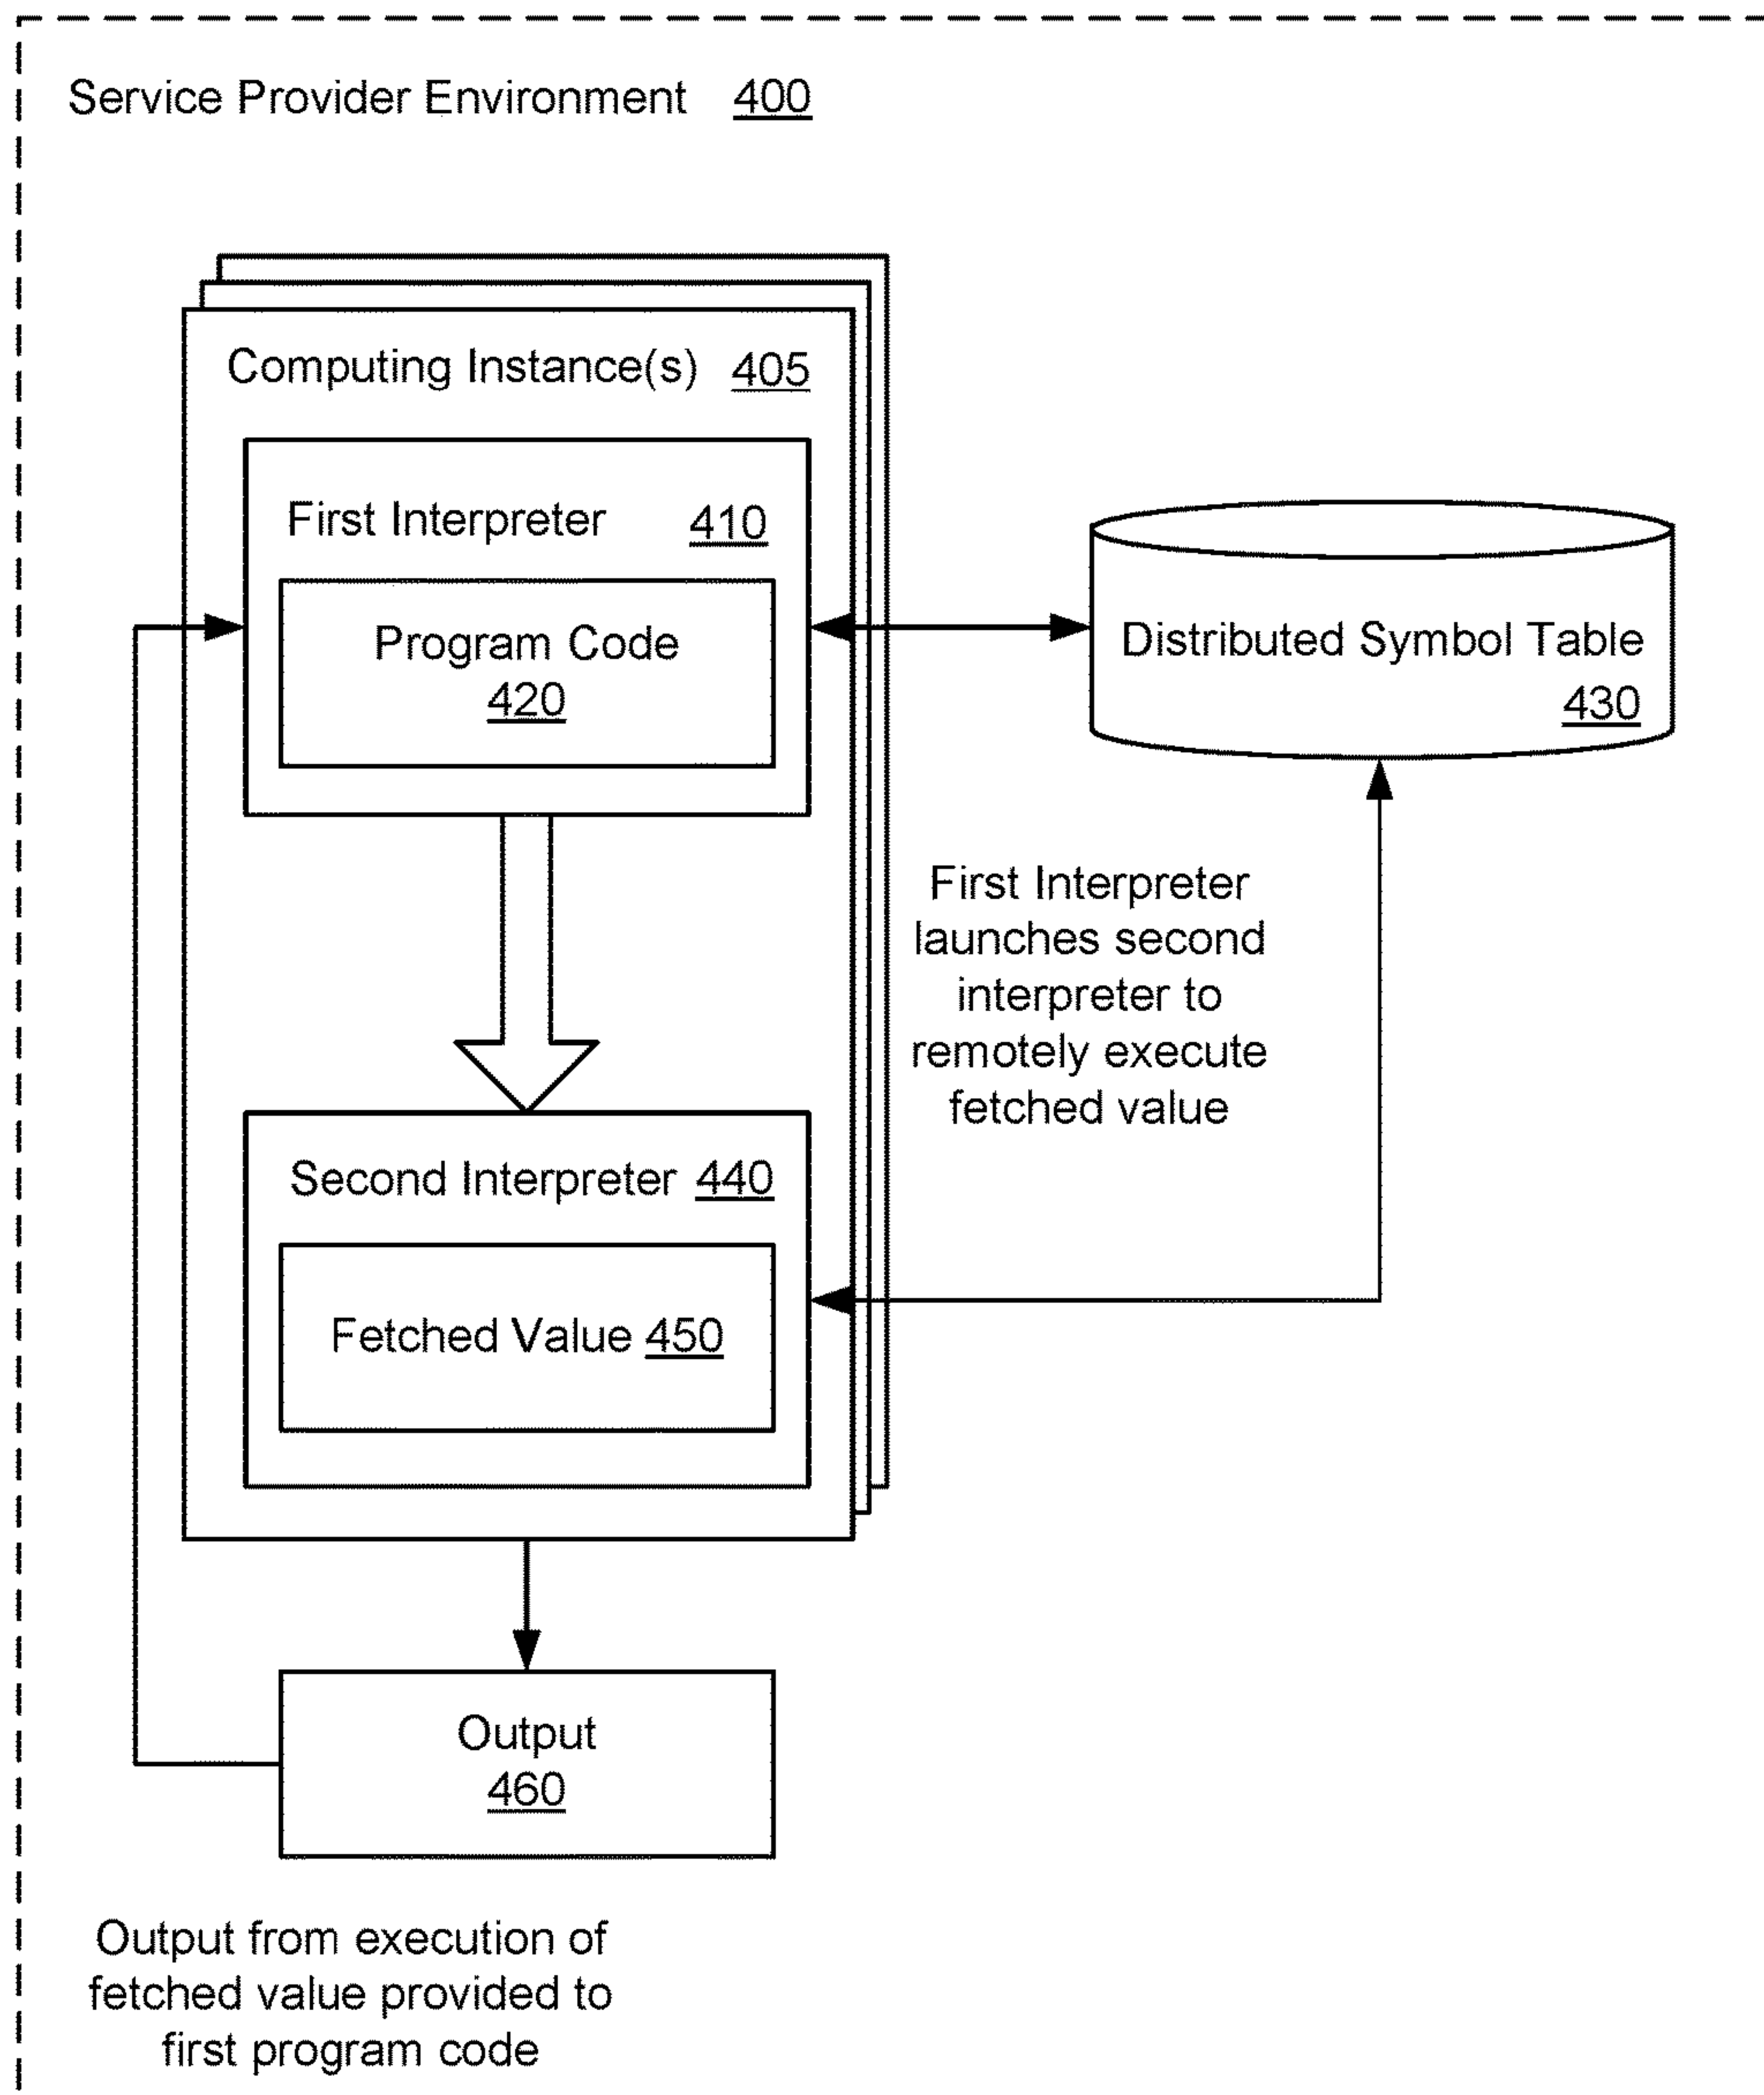 Service Provider Environment 400
Computing Instance(s) 405
First Interpreter 410
Program Code
420
Distributed Symbol Table
430
First Interpreter
launches second
interpreter to
remotely execute
fetched value
Second Interpreter 440
Fetched Value 450
Output
460
Output from execution of
fetched value provided to
first program code